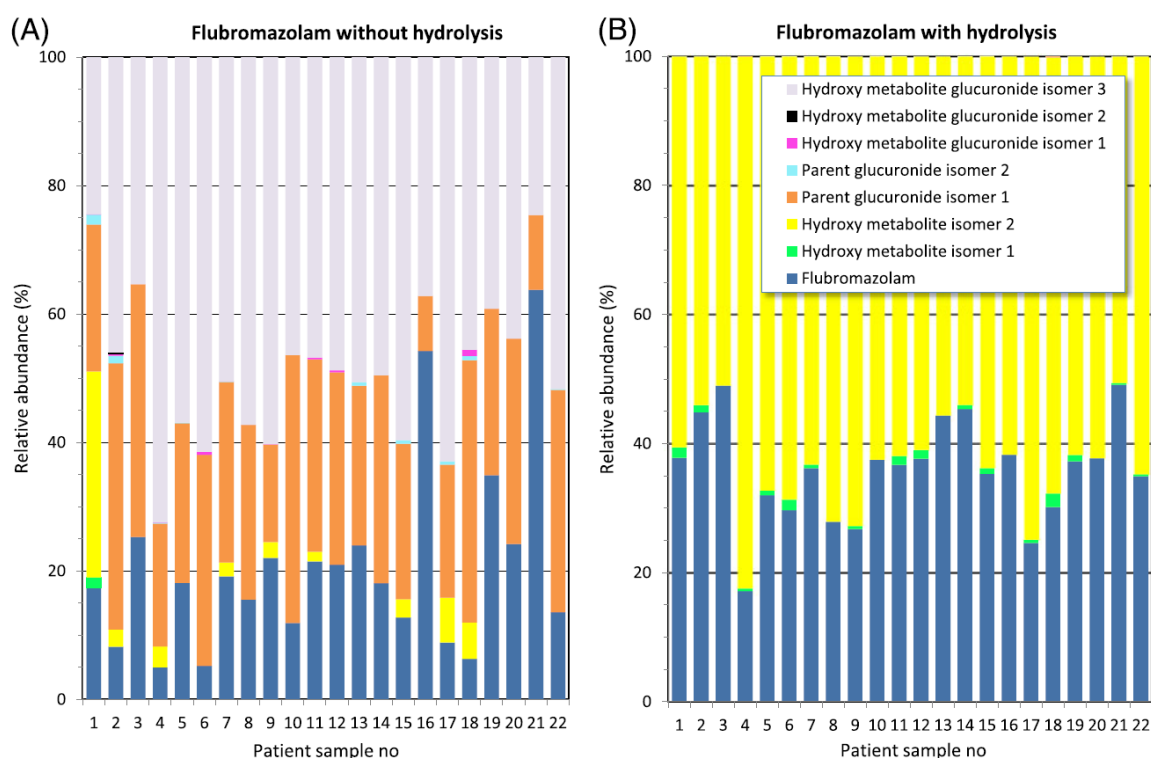 (A)
Flubromazolam without hydrolysis
Relative abundance (%)
100
80
60
40
20
0
1 2 3 4 5 6 7 8 9 10 11 12 13 14 15 16 17 18 19 20 21 22
Patient sample no
(B)
Flubromazolam with hydrolysis
Relative abundance (%)
100
80
60
40
20
0
Hydroxy metabolite glucuronide isomer 3
Hydroxy metabolite glucuronide isomer 2
Hydroxy metabolite glucuronide isomer 1
Parent glucuronide isomer 2
Parent glucuronide isomer 1
Hydroxy metabolite isomer 2
Hydroxy metabolite isomer 1
Flubromazolam
1 2 3 4 5 6 7 8 9 10 11 12 13 14 15 16 17 18 19 20 21 22
Patient sample no